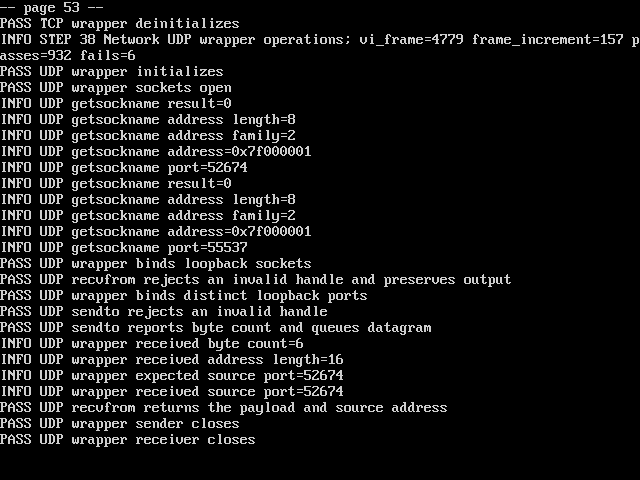 -- page 53 --
PASS TCP wrapper deinitializes
INFO STEP 38 Network UDP wrapper operations; vi_frame=4779 frame_increment=157 p
asses=932 fails=6
PASS UDP wrapper initializes
PASS UDP wrapper sockets open
INFO UDP getsockname result=0
INFO UDP getsockname address length=8
INFO UDP getsockname address family=2
INFO UDP getsockname address=0x7f000001
INFO UDP getsockname port=52674
INFO UDP getsockname result=0
INFO UDP getsockname address length=8
INFO UDP getsockname address family=2
INFO UDP getsockname address=0x7f000001
INFO UDP getsockname port=55537
PASS UDP wrapper binds loopback sockets
PASS UDP recvfrom rejects an invalid handle and preserves output
PASS UDP wrapper binds distinct loopback ports
PASS UDP sendto rejects an invalid handle
PASS UDP sendto reports byte count and queues datagram
INFO UDP wrapper received byte count=6
INFO UDP wrapper received address length=16
INFO UDP wrapper expected source port=52674
INFO UDP wrapper received source port=52674
PASS UDP recvfrom returns the payload and source address
PASS UDP wrapper sender closes
PASS UDP wrapper receiver closes